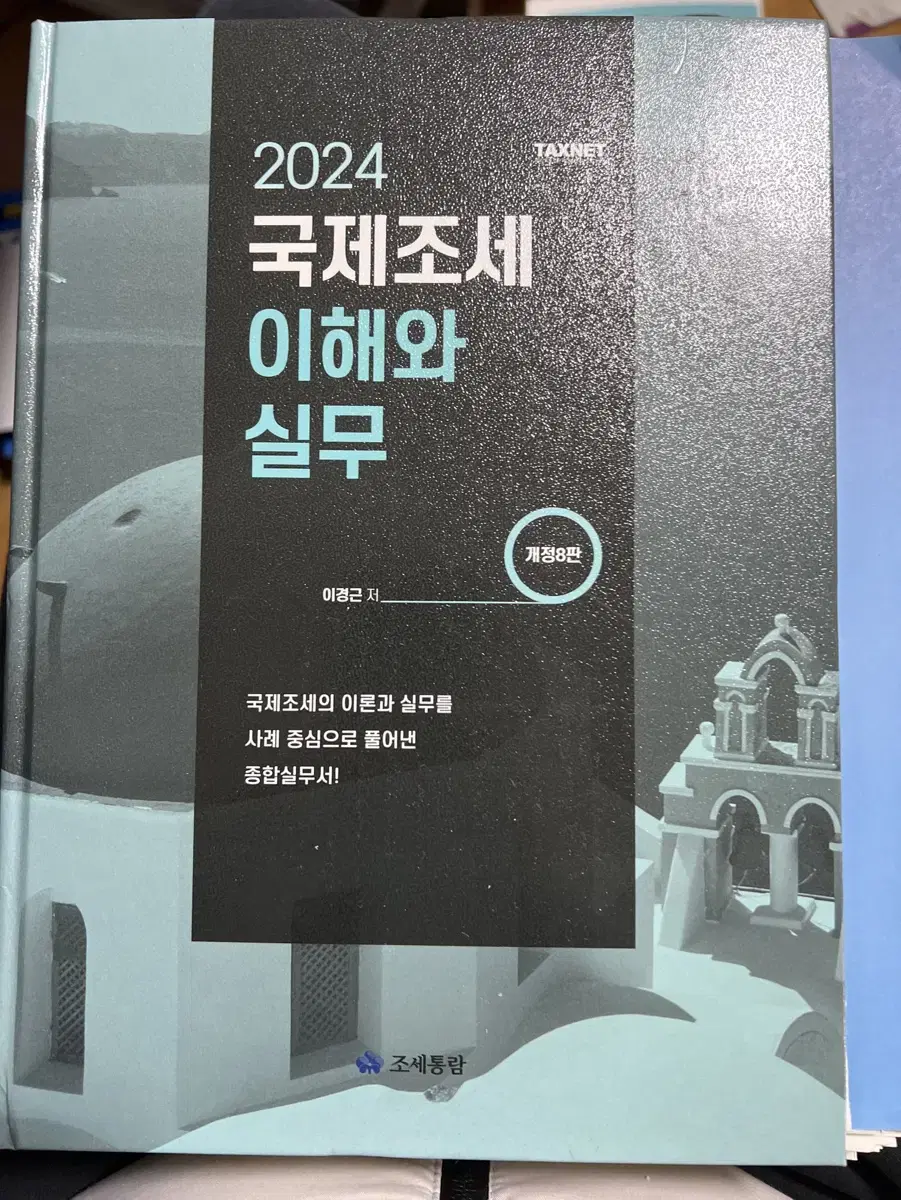 2024
TAXNET
국제조세
이해와
실무
개정8판
이경근 저
국제조세의 이론과 실무를
사례 중심으로 풀어낸
종합실무서!
조세통람